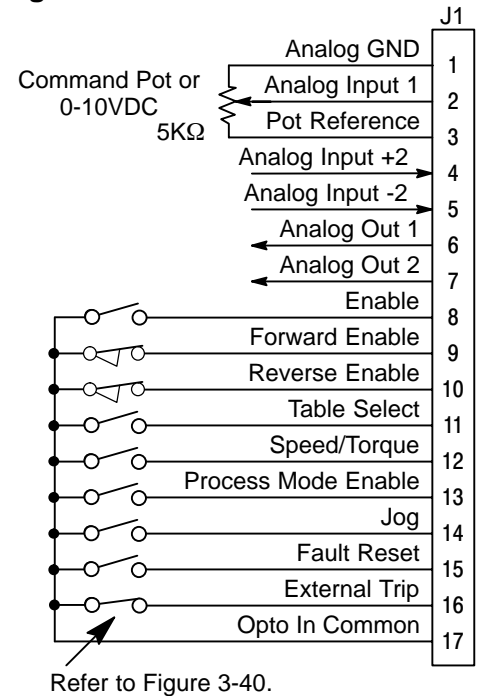 J1
Analog GND 1
Command Pot or
0-10VDC
5KΩ
Analog Input 1 2
Pot Reference 3
Analog Input +2 4
Analog Input -2 5
Analog Out 1 6
Analog Out 2 7
Enable 8
Forward Enable 9
Reverse Enable 10
Table Select 11
Speed/Torque 12
Process Mode Enable 13
Jog 14
Fault Reset 15
External Trip 16
Opto In Common 17
Refer to Figure 3-40.